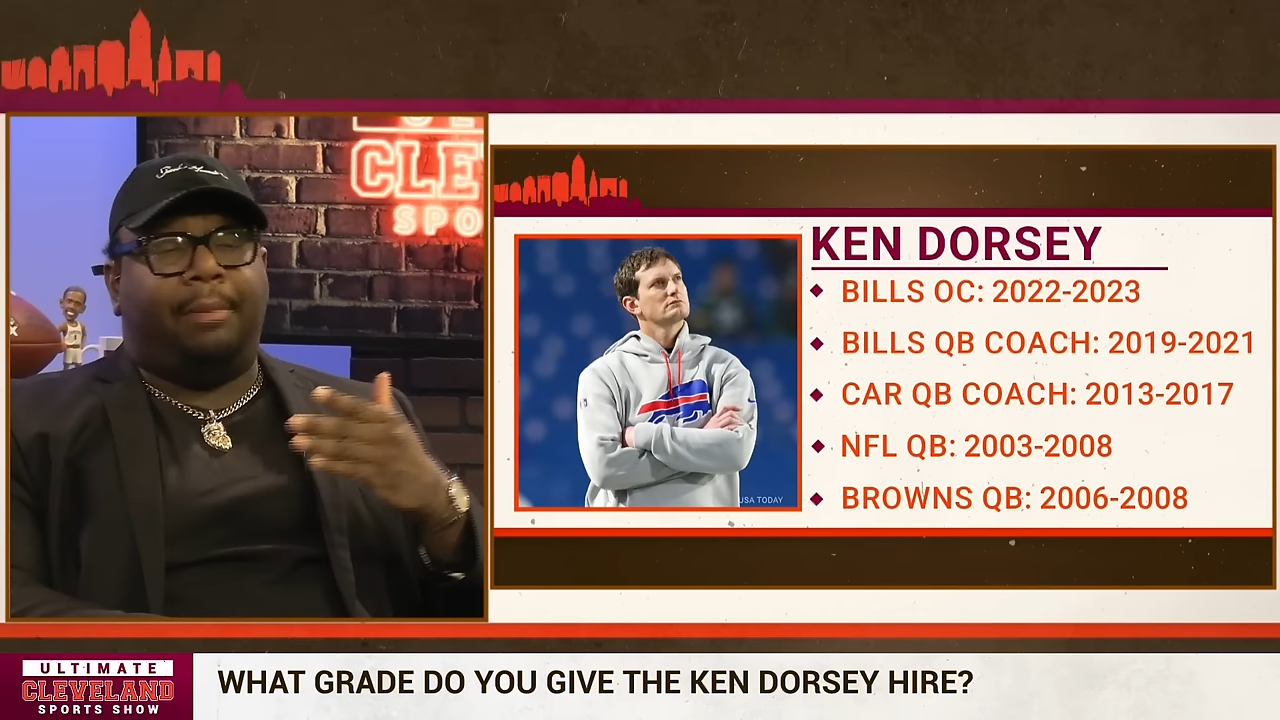 CLE
SPO
KEN DORSEY
BILLS OC: 2022-2023
BILLS QB COACH: 2019-2021
CAR QB COACH: 2013-2017
NFL QB: 2003-2008
BROWNS QB: 2006-2008
USA TODAY
ULTIMATE
CLEVELAND
SPORTS SHOW
WHAT GRADE DO YOU GIVE THE KEN DORSEY HIRE?